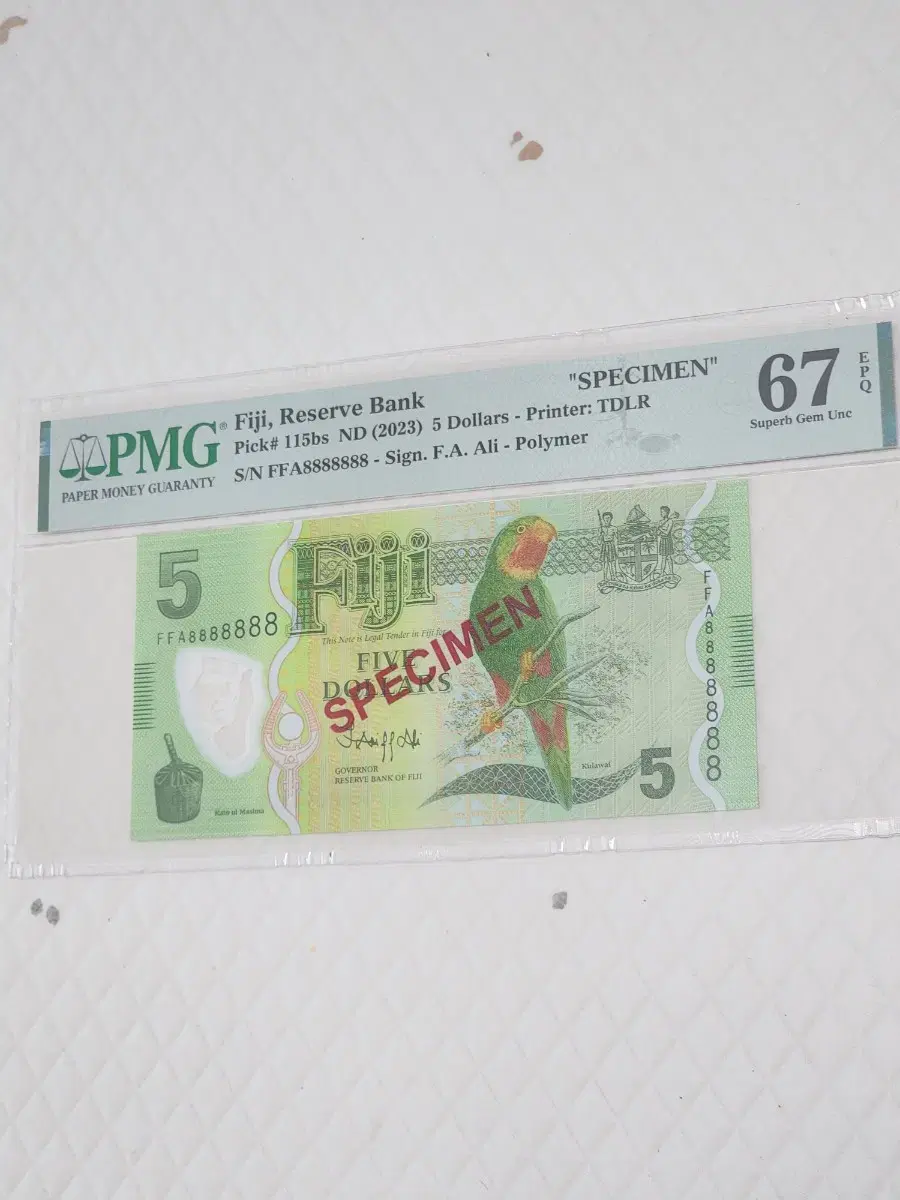 PMG®
PAPER MONEY GUARANTY
Fiji, Reserve Bank
Pick# 115bs ND (2023) 5 Dollars - Printer: TDLR
S/N FFA8888888 - Sign. F.A. Ali - Polymer
"SPECIMEN"
67
EPQ
Superb Gem Unc
5
FFA8888888
Fiji
This Note is Legal Tender in Fiji for
FIVE
DOLLARS
SPECIMEN
GOVERNOR
RESERVE BANK OF FIJI
Kulawai
5
FFA8888888